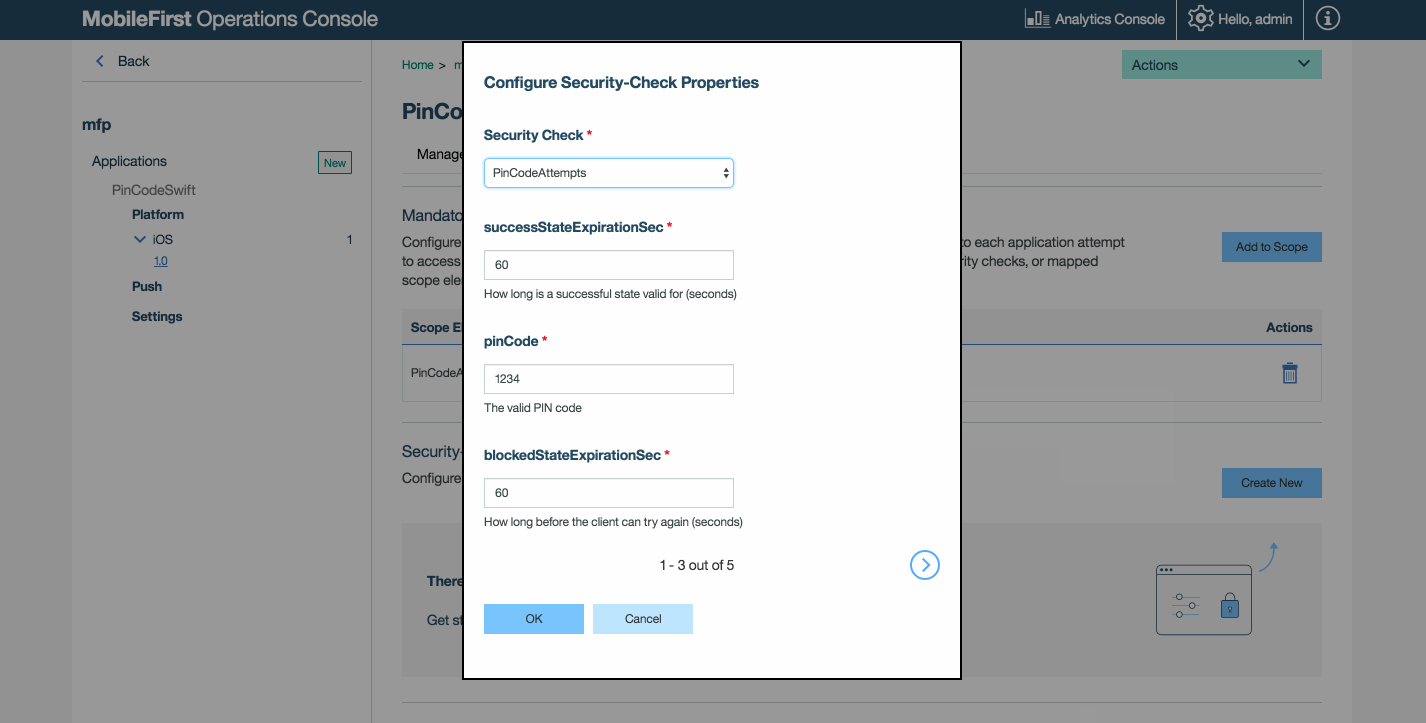 MobileFirst Operations Console
Analytics Console
Hello, admin
Back
Home >
Actions
mfp
Applications
New
PinCodeSwift
Platform
iOS
1
1.0
Push
Settings
Configure Security-Check Properties
Security Check *
PinCodeAttempts
successStateExpirationSec *
60
How long is a successful state valid for (seconds)
pinCode *
1234
The valid PIN code
blockedStateExpirationSec *
60
How long before the client can try again (seconds)
1 - 3 out of 5
OK
Cancel
PinCo
Manage
Mandato
Configure
to each application attempt
to access
rity checks, or mapped
scope ele
Add to Scope
Scope E
Actions
PinCodeA
Security-
Configure
Create New
There
Get st